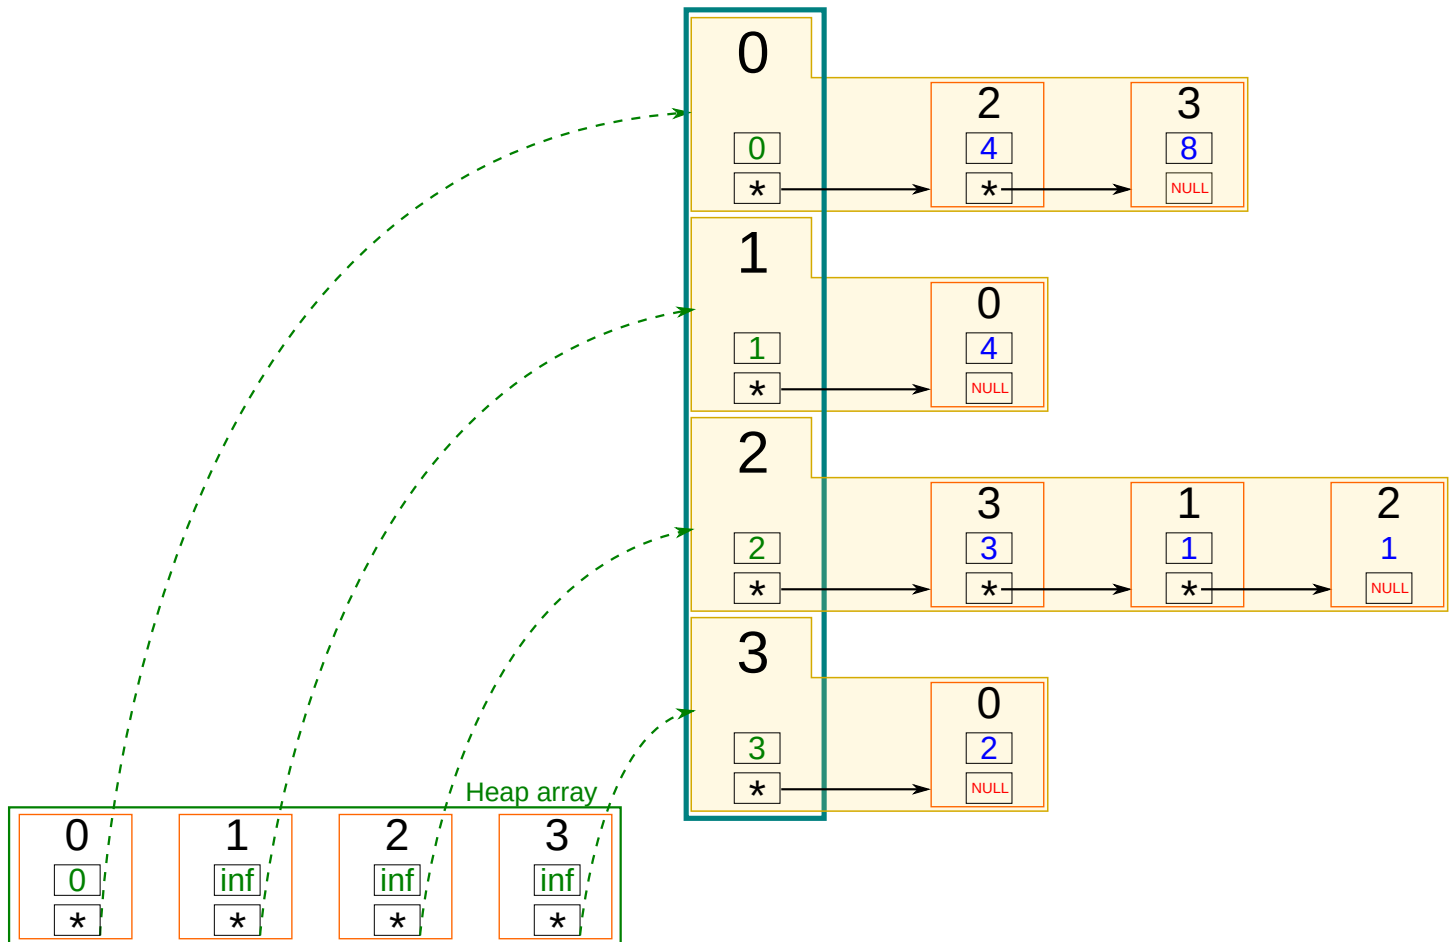 0
2 3
0 4 8
* * NULL
1
0
1 4
* NULL
2
3 1 2
2 3 1 1
* * * NULL
3
0
3 2
* NULL
Heap array
0 1 2 3
0 inf inf inf
* * * *